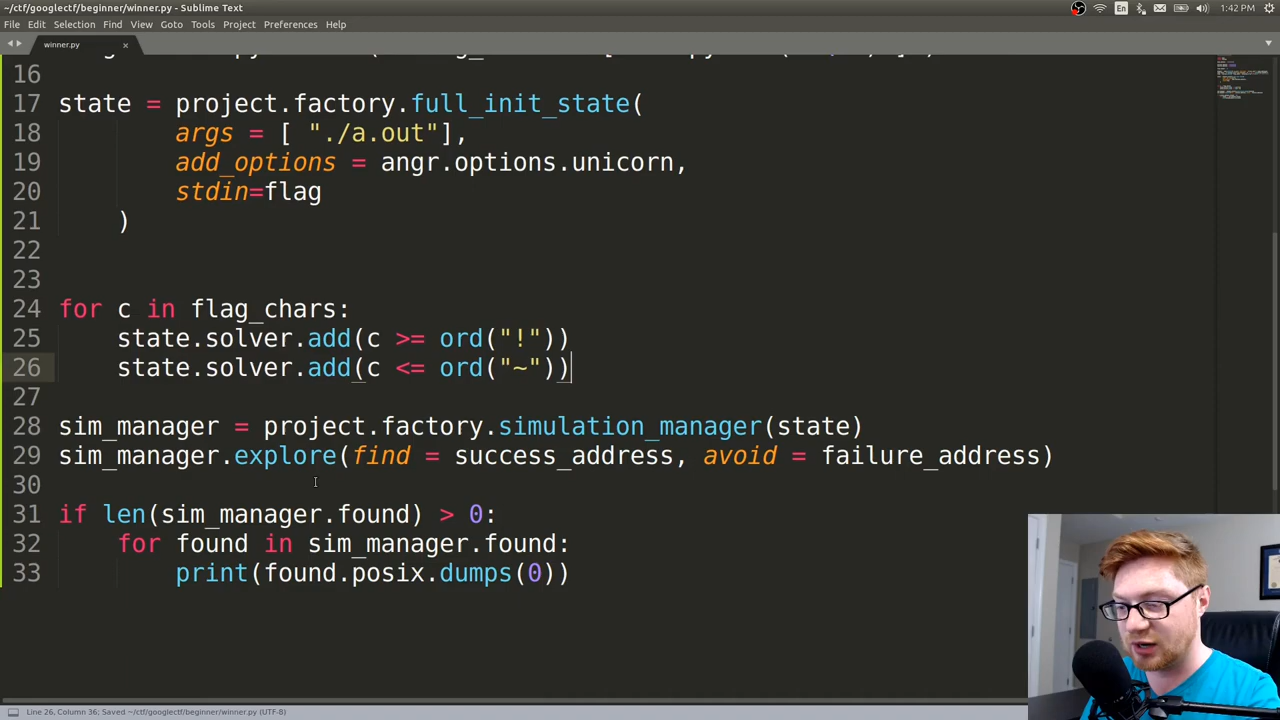 ~/ctf/googlectf/beginner/winner.py - Sublime Text
En
1:42 PM
File Edit Selection Find View Goto Tools Project Preferences Help
winner.py
16
17 state = project.factory.full_init_state(
18 args = [ "./a.out"],
19 add_options = angr.options.unicorn,
20 stdin=flag
21 )
22
23
24 for c in flag_chars:
25 state.solver.add(c >= ord("!"))
26 state.solver.add(c <= ord("~"))
27
28 sim_manager = project.factory.simulation_manager(state)
29 sim_manager.explore(find = success_address, avoid = failure_address)
30
31 if len(sim_manager.found) > 0:
32 for found in sim_manager.found:
33 print(found.posix.dumps(0))
Line 26, Column 36; Saved ~/ctf/googlectf/beginner/winner.py (UTF-8)